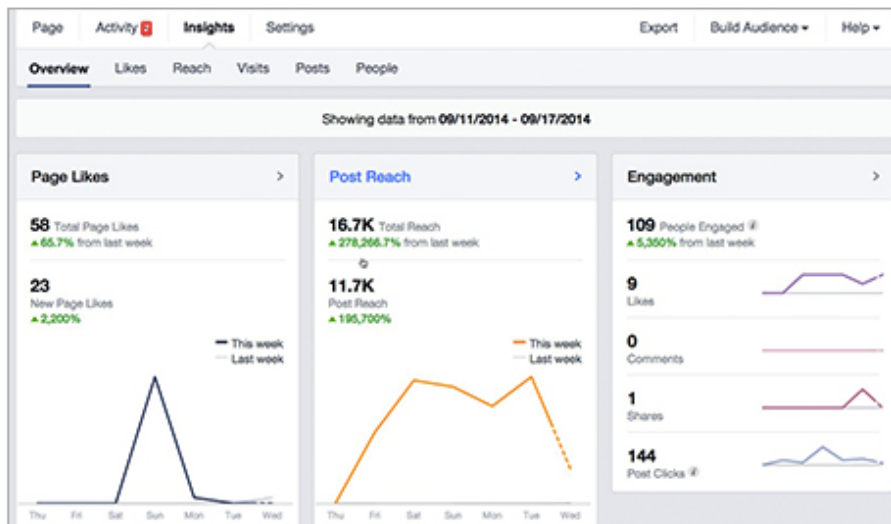 Page Activity 2 Insights Settings Export Build Audience Help
Overview Likes Reach Visits Posts People
Showing data from 09/11/2014 - 09/17/2014
Page Likes
58 Total Page Likes
65.7% from last week
23
New Page Likes
2,200%
This week
Last week
Thu Fri Sat Sun Mon Tue Wed
Post Reach
16.7K Total Reach
278,266.7% from last week
11.7K
Post Reach
195,700%
This week
Last week
Thu Fri Sat Sun Mon Tue Wed
Engagement
109 People Engaged
5,350% from last week
9
Likes
0
Comments
1
Shares
144
Post Clicks